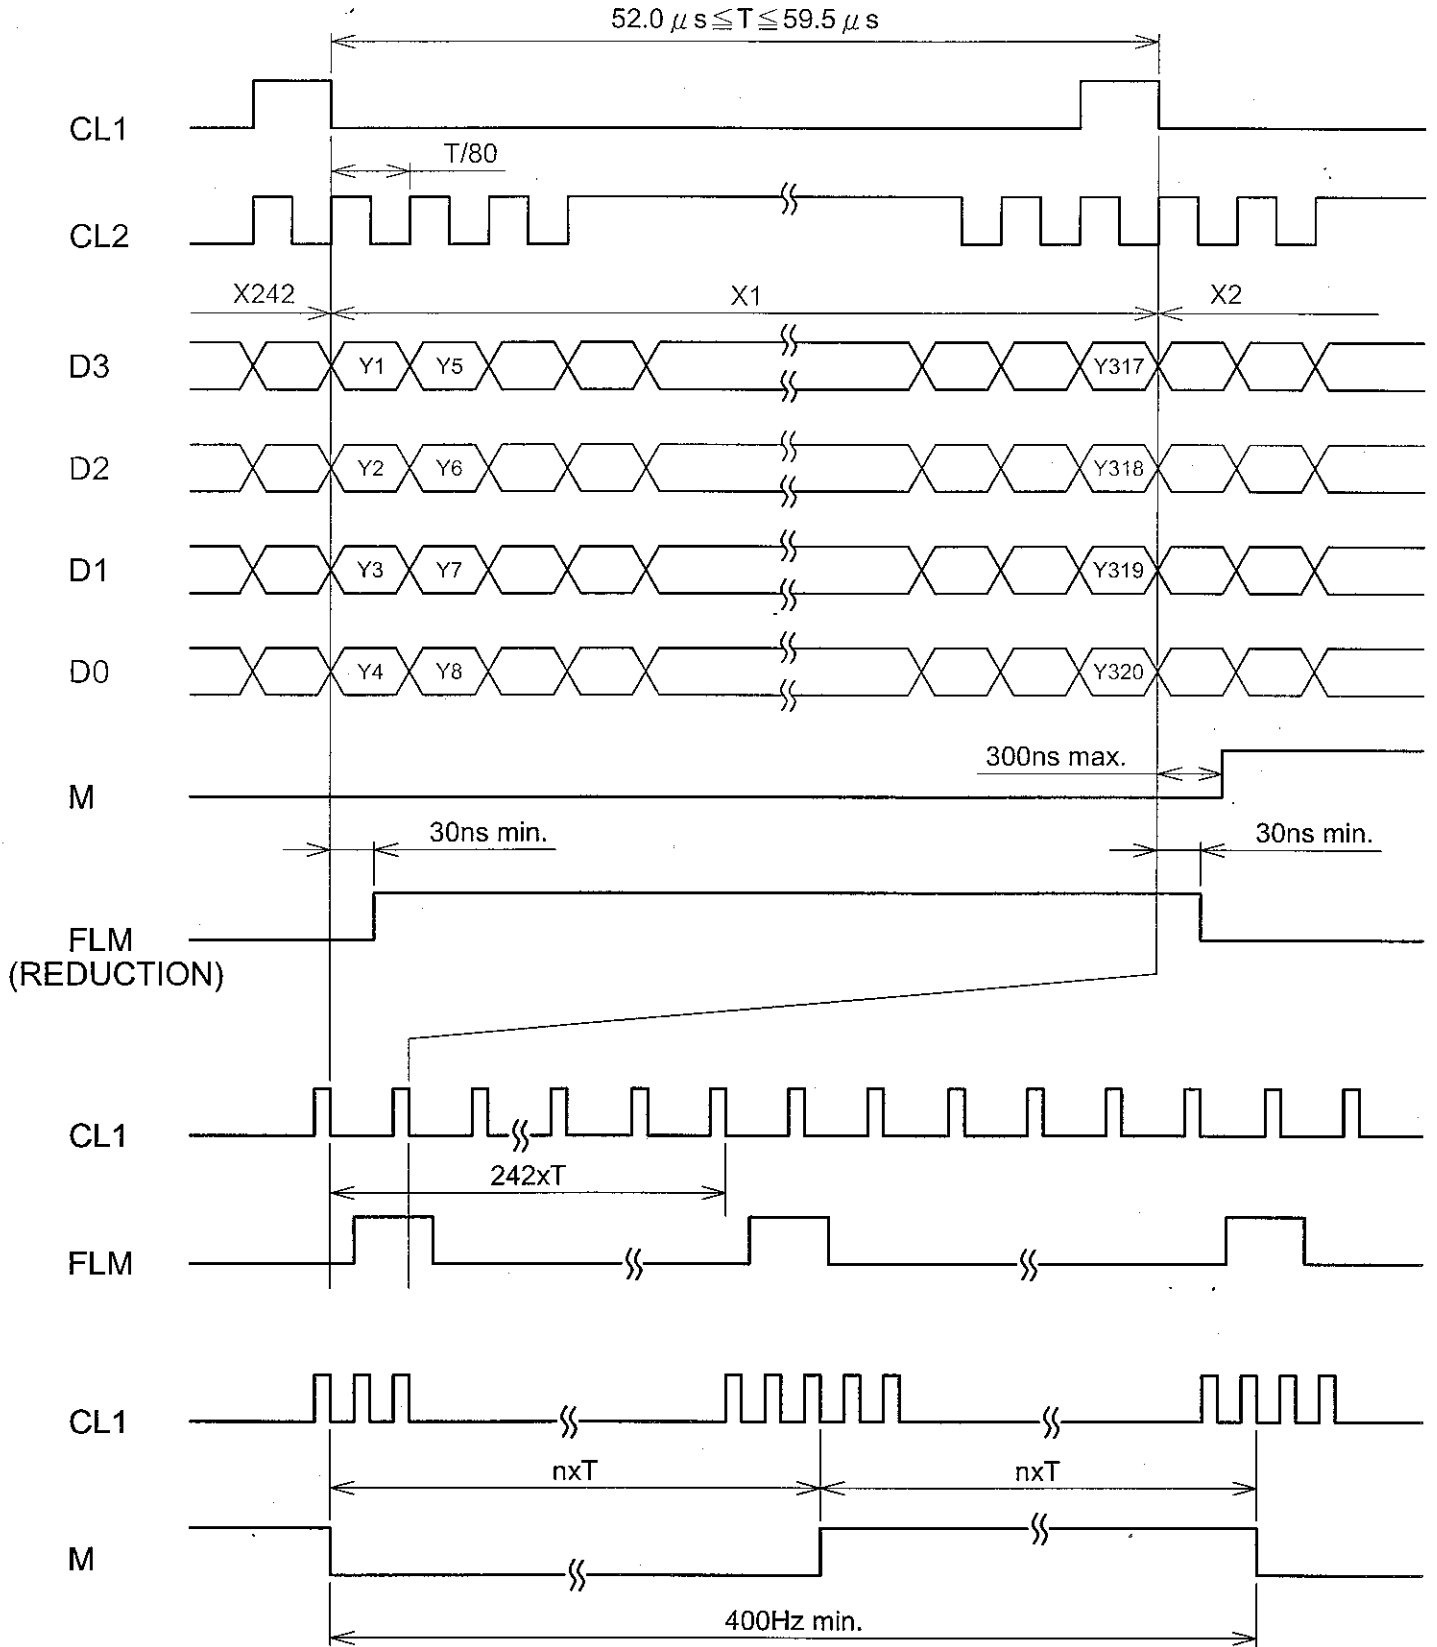 52.0 μs≦T≦59.5 μs
CL1
T/80
CL2
X242 X1 X2
D3 Y1 Y5 Y317
D2 Y2 Y6 Y318
D1 Y3 Y7 Y319
D0 Y4 Y8 Y320
300ns max.
M
30ns min. 30ns min.
FLM
(REDUCTION)
CL1
242xT
FLM
CL1
nxT nxT
M
400Hz min.